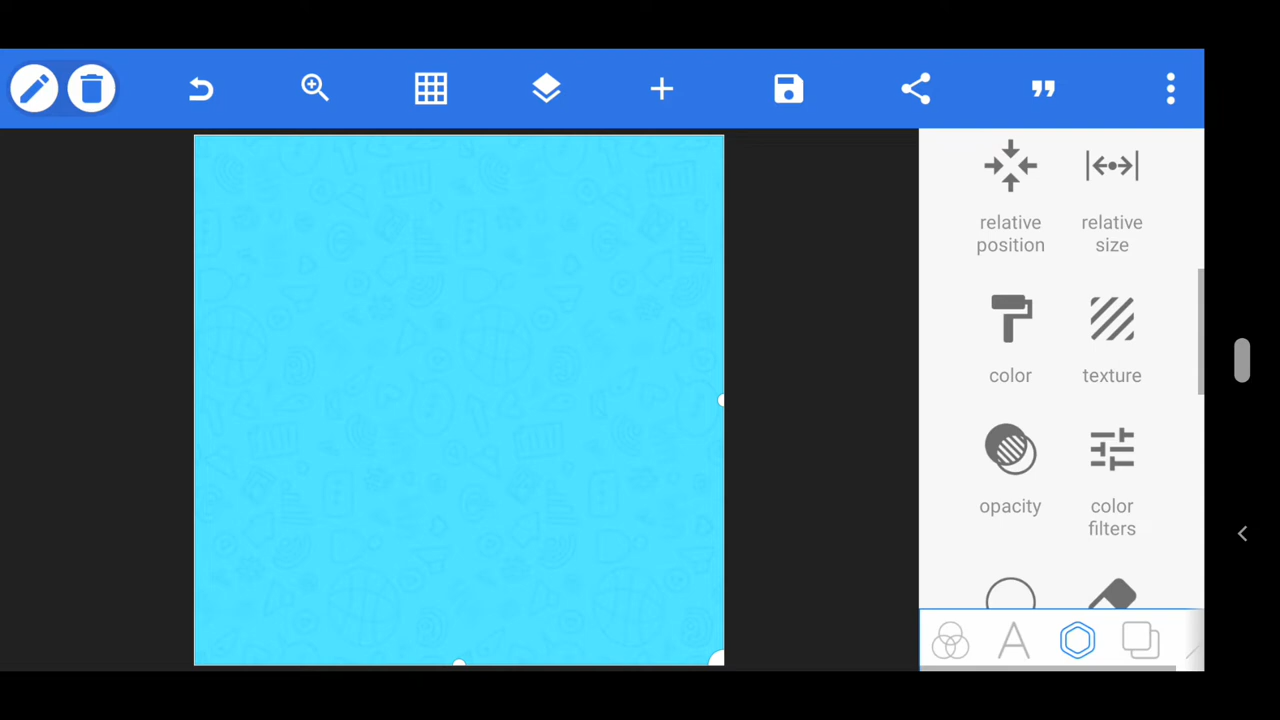 relative
position
relative
size
color
texture
opacity
color
filters